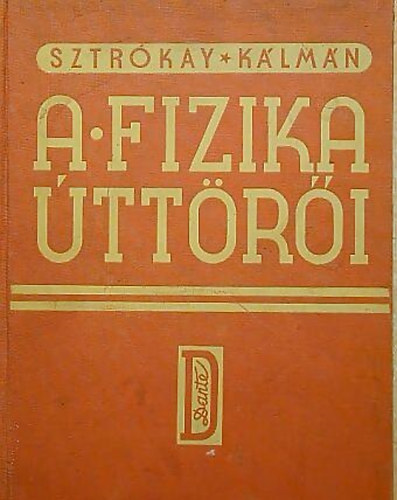 SZTRÓKAY★KÁLMÁN
A•FIZIKA
ÚTTÖRŐI
D
Dante